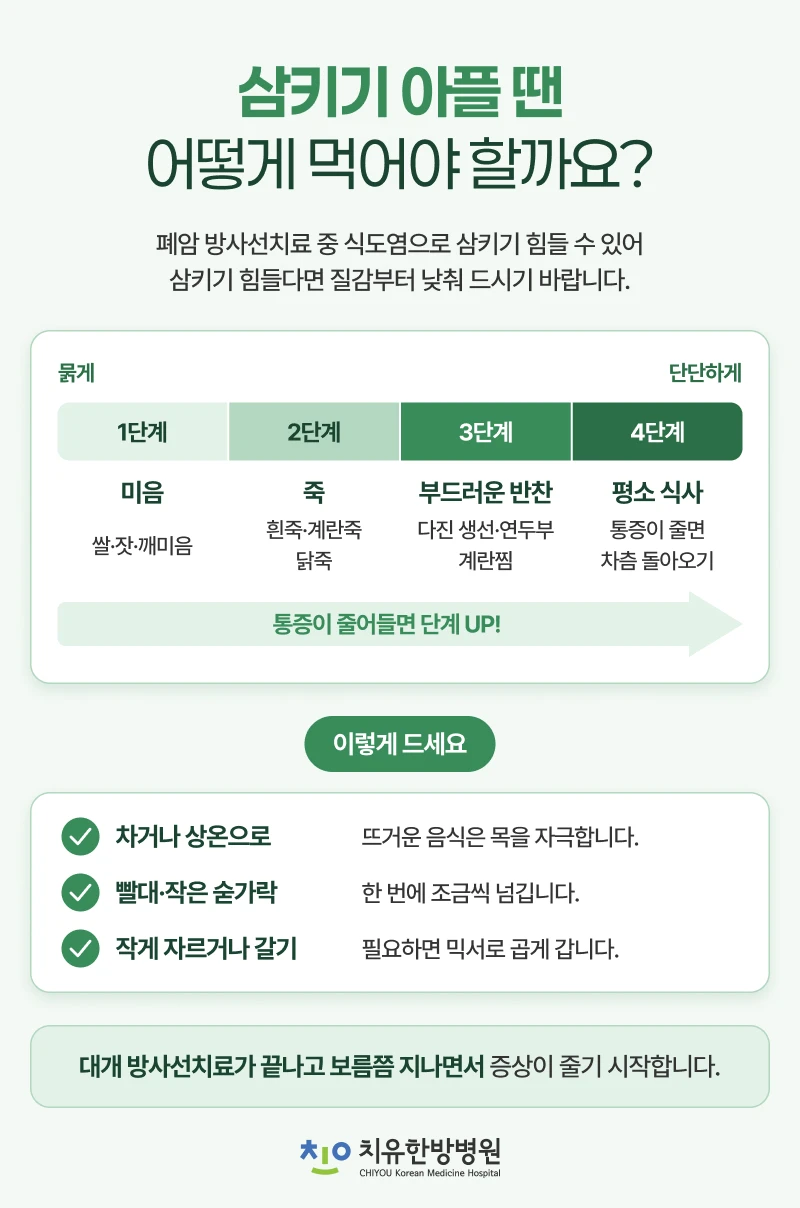 삼키기 아플 땐
어떻게 먹어야 할까요?
폐암 방사선치료 중 식도염으로 삼키기 힘들 수 있어
삼키기 힘들다면 질감부터 낮춰 드시기 바랍니다.
묽게
단단하게
1단계
2단계
3단계
4단계
미음
쌀·잣·깨미음
죽
흰죽·계란죽
닭죽
부드러운 반찬
다진 생선·연두부
계란찜
평소 식사
통증이 줄면
차츰 돌아오기
통증이 줄어들면 단계 UP!
이렇게 드세요
차거나 상온으로 뜨거운 음식은 목을 자극합니다.
빨대·작은 숟가락 한 번에 조금씩 넘깁니다.
작게 자르거나 갈기 필요하면 믹서로 곱게 갑니다.
대개 방사선치료가 끝나고 보름쯤 지나면서 증상이 줄기 시작합니다.
치유한방병원
CHIYOU Korean Medicine Hospital